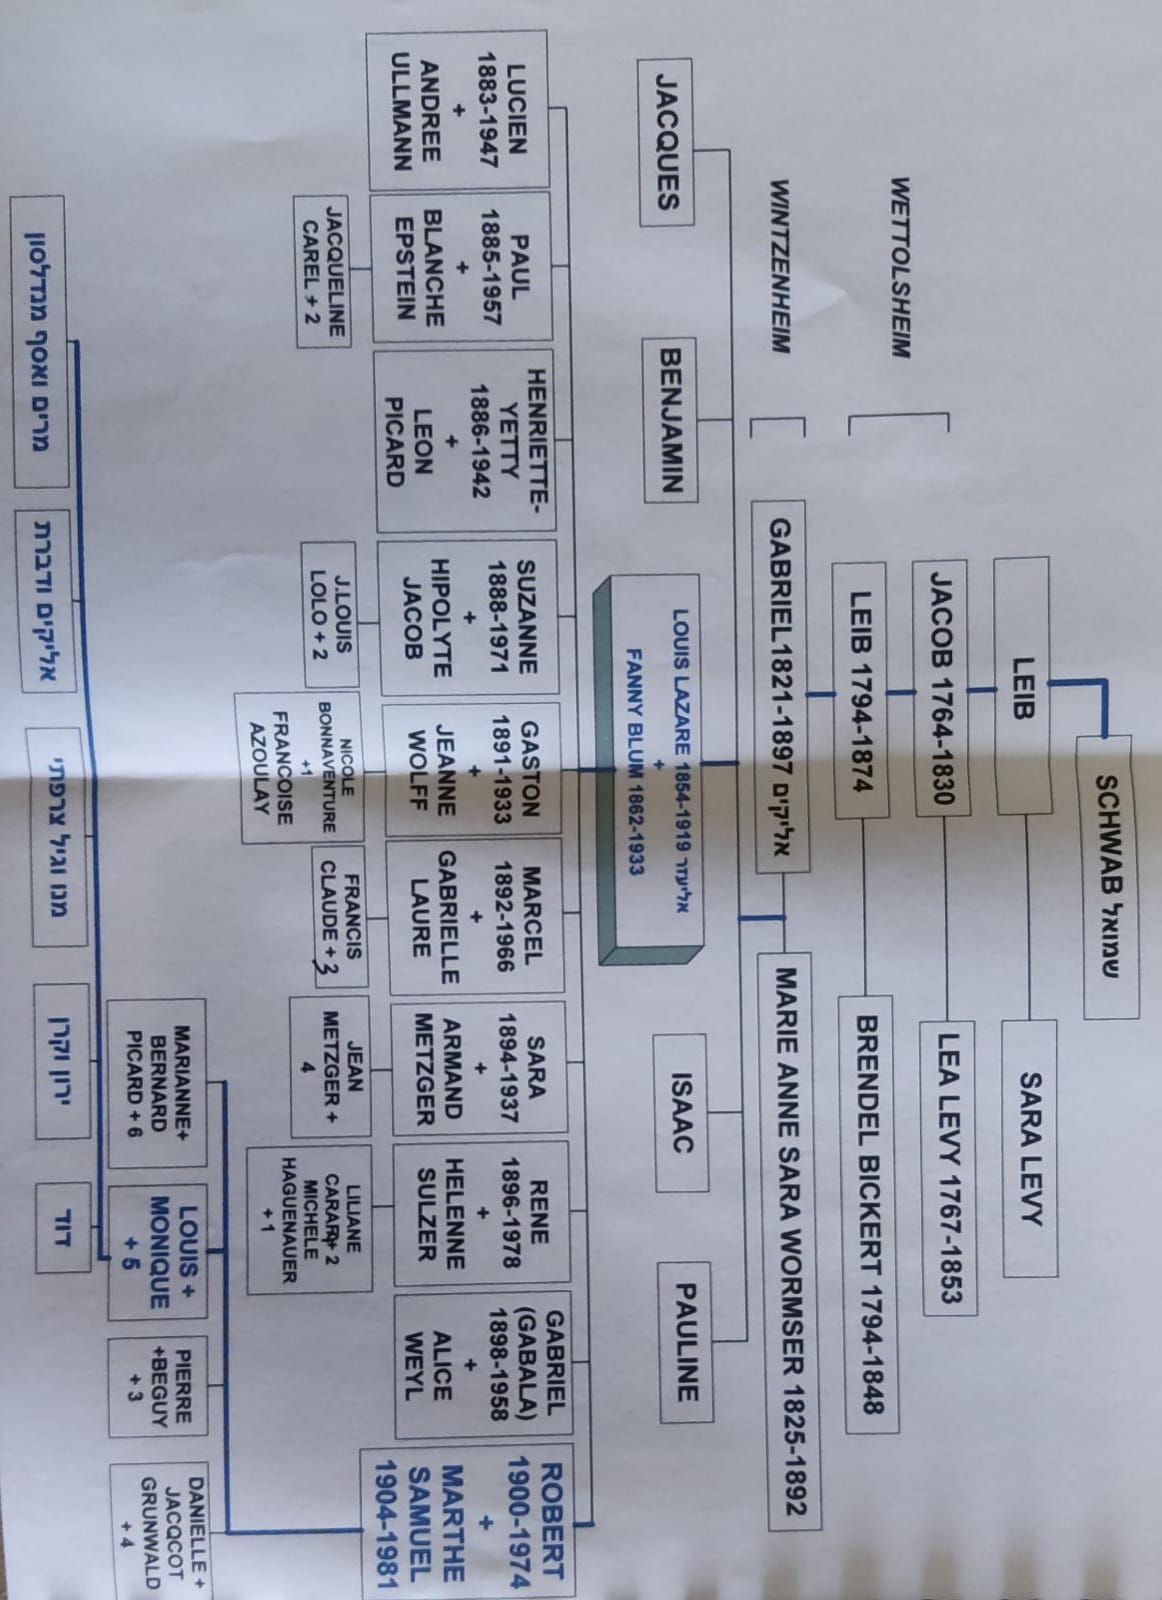 SCHWAB שמואל
LEIB
SARA LEVY
JACOB 1764-1830
LEA LEVY 1767-1853
WETTOLSHEIM
LEIB 1794-1874
BRENDEL BICKERT 1794-1848
WINTZENHEIM
GABRIEL1821-1897 אליקים
MARIE ANNE SARA WORMSER 1825-1892
JACQUES
BENJAMIN
LOUIS LAZARE 1854-1919 אליעזר
+
FANNY BLUM 1862-1933
ISAAC
PAULINE
LUCIEN
1883-1947
+
ANDREE
ULLMANN
PAUL
1885-1957
+
BLANCHE
EPSTEIN
HENRIETTE-
YETTY
1886-1942
+
LEON
PICARD
SUZANNE
1888-1971
+
HIPOLYTE
JACOB
GASTON
1891-1933
+
JEANNE
WOLFF
MARCEL
1892-1966
+
GABRIELLE
LAURE
SARA
1894-1937
+
ARMAND
METZGER
RENE
1896-1978
+
HELENNE
SULZER
GABRIEL
(GABALA)
1898-1958
+
ALICE
WEYL
ROBERT
1900-1974
+
MARTHE
SAMUEL
1904-1981
JACQUELINE
CAREL + 2
J.LOUIS
LOLO + 2
NICOLE
BONNAVENTURE
+1
FRANCOISE
AZOULAY
FRANCIS
CLAUDE + 3
JEAN
METZGER +
4
LILIANE
+ 2
MICHELE
HAGUENAUER
+ 1
MARIANNE+
BERNARD
PICARD + 6
LOUIS +
MONIQUE
+ 5
PIERRE
+BEGUY
+ 3
DANIELLE +
JACQCOT
GRUNWALD
+ 4
מרים ואסף מנדלסון
אליקים ודברת
מנו וגיל צרפתי
ירון וקרן
דוד